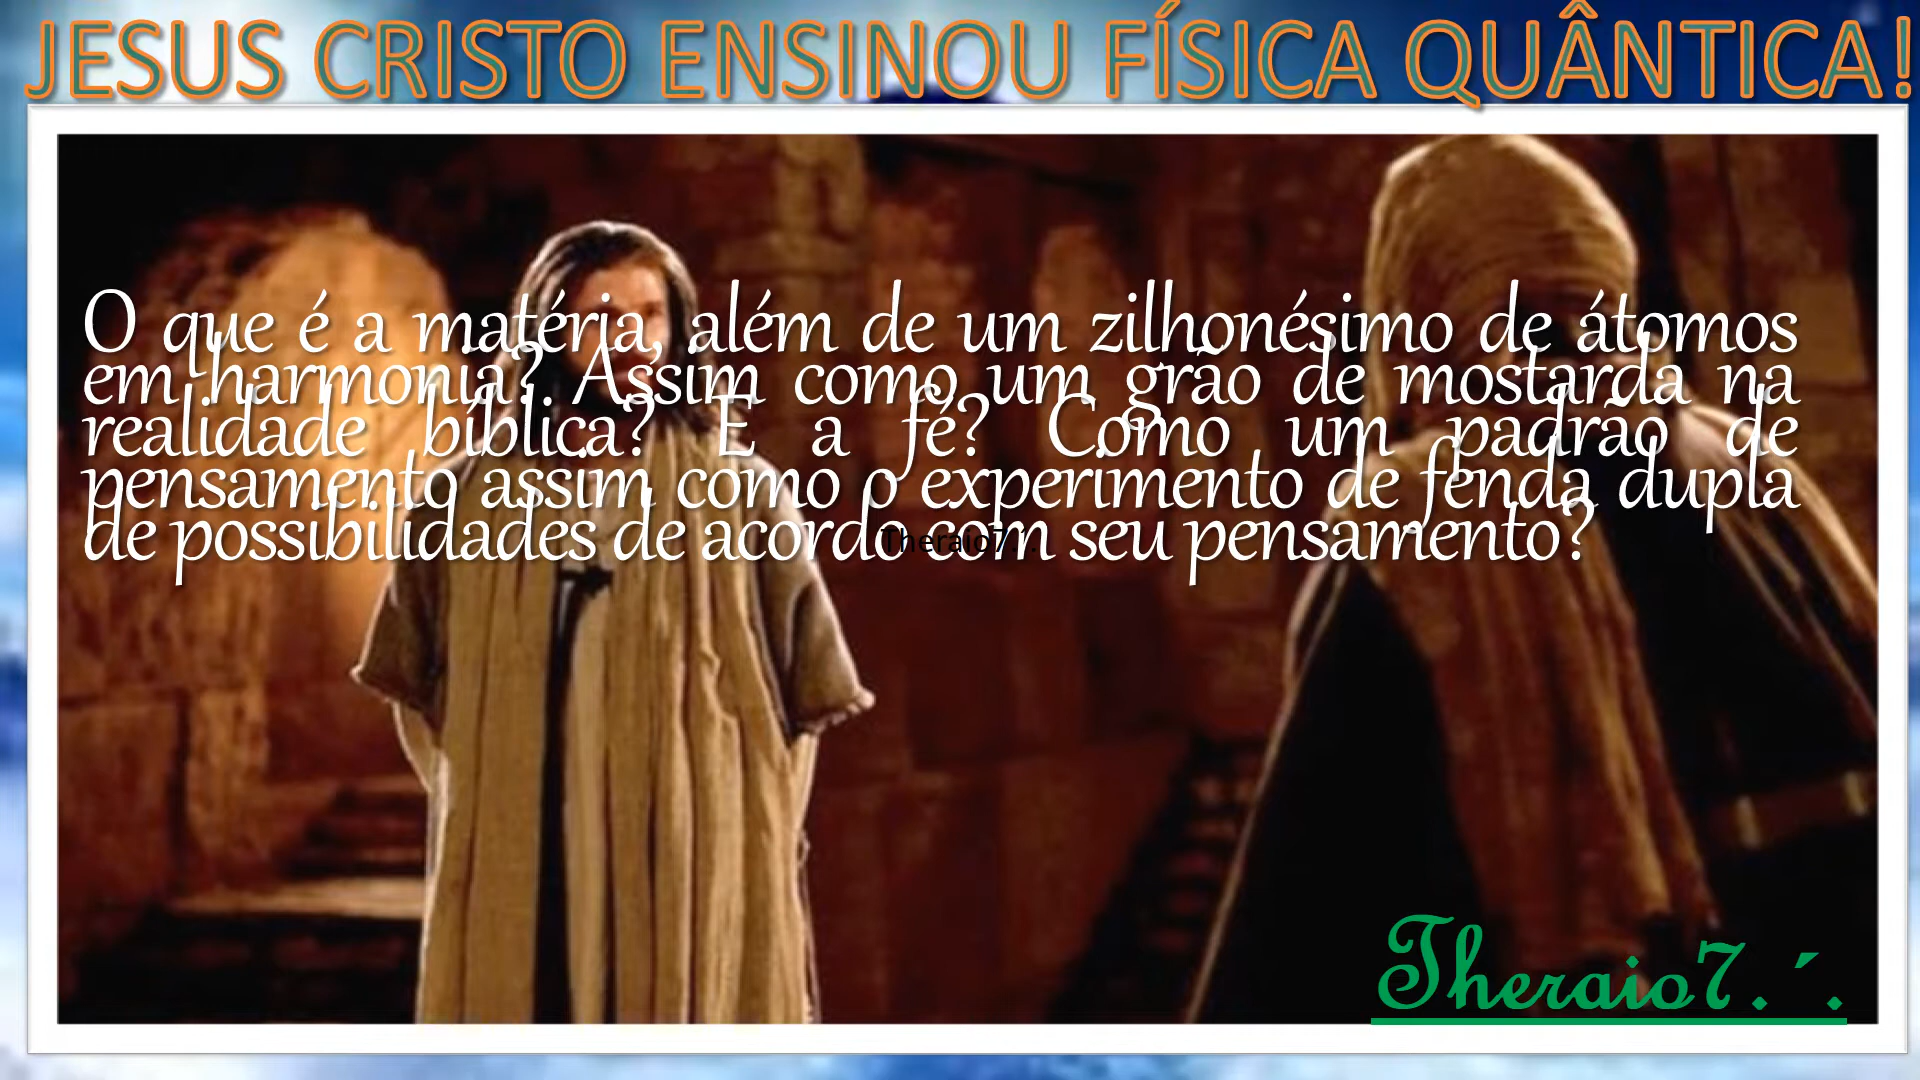 JESUS CRISTO ENSINOU FÍSICA QUÂNTICA!
O que é a matéria, além de um zilhonésimo de átomos
em harmonia? Assim como um grão de mostarda na
realidade bíblica? E a fé? Como um padrão de
pensamento assim como o experimento de fenda dupla
de possibilidades de acordo com seu pensamento?
Theraio7.
Theraio7.´.